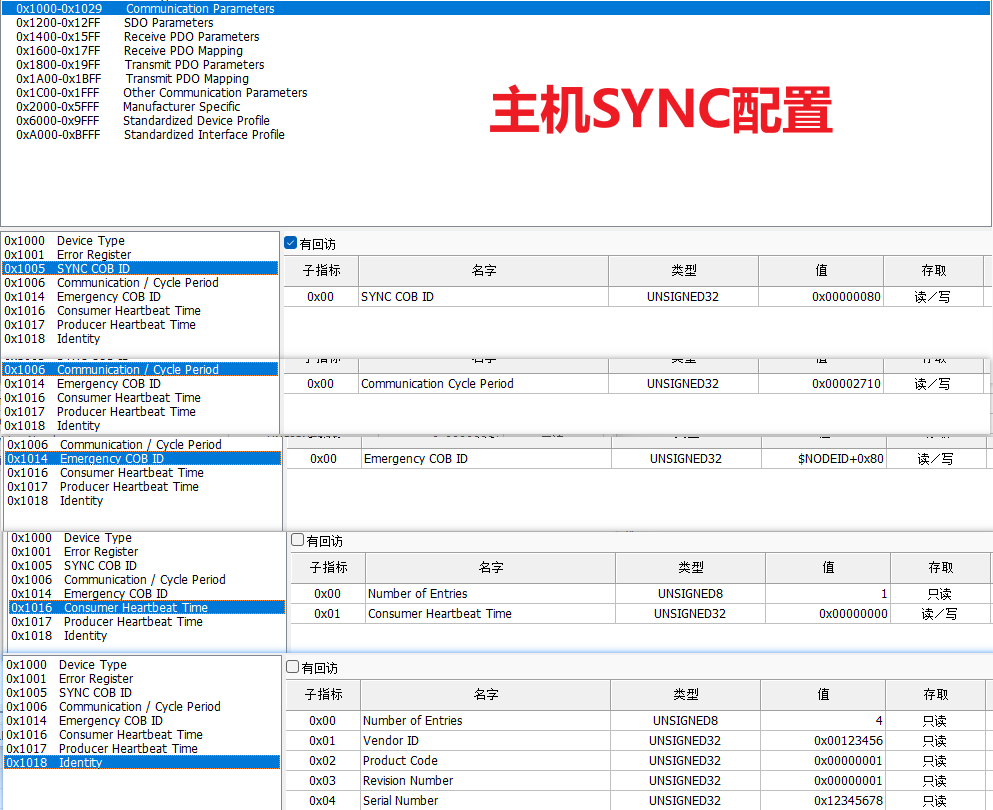 0x1000-0x1029 Communication Parameters
0x1200-0x12FF SDO Parameters
0x1400-0x15FF Receive PDO Parameters
0x1600-0x17FF Receive PDO Mapping
0x1800-0x19FF Transmit PDO Parameters
0x1A00-0x1BFF Transmit PDO Mapping
0x1C00-0x1FFF Other Communication Parameters
0x2000-0x5FFF Manufacturer Specific
0x6000-0x9FFF Standardized Device Profile
0xA000-0xBFFF Standardized Interface Profile
主机SYNC配置
0x1000 Device Type
0x1001 Error Register
0x1005 SYNC COB ID
0x1006 Communication / Cycle Period
0x1014 Emergency COB ID
0x1016 Consumer Heartbeat Time
0x1017 Producer Heartbeat Time
0x1018 Identity
有回访
子指标 名字 类型 值 存取
0x00 SYNC COB ID UNSIGNED32 0x00000080 读／写
0x1006 Communication / Cycle Period
0x1014 Emergency COB ID
0x1016 Consumer Heartbeat Time
0x1017 Producer Heartbeat Time
0x1018 Identity
子指标 名字 类型 值 存取
0x00 Communication Cycle Period UNSIGNED32 0x00002710 读／写
0x1006 Communication / Cycle Period
0x1014 Emergency COB ID
0x1016 Consumer Heartbeat Time
0x1017 Producer Heartbeat Time
0x1018 Identity
0x00 Emergency COB ID UNSIGNED32 $NODEID+0x80 读／写
0x1000 Device Type
0x1001 Error Register
0x1005 SYNC COB ID
0x1006 Communication / Cycle Period
0x1014 Emergency COB ID
0x1016 Consumer Heartbeat Time
0x1017 Producer Heartbeat Time
0x1018 Identity
有回访
子指标 名字 类型 值 存取
0x00 Number of Entries UNSIGNED8 1 只读
0x01 Consumer Heartbeat Time UNSIGNED32 0x00000000 读／写
0x1000 Device Type
0x1001 Error Register
0x1005 SYNC COB ID
0x1006 Communication / Cycle Period
0x1014 Emergency COB ID
0x1016 Consumer Heartbeat Time
0x1017 Producer Heartbeat Time
0x1018 Identity
有回访
子指标 名字 类型 值 存取
0x00 Number of Entries UNSIGNED8 4 只读
0x01 Vendor ID UNSIGNED32 0x00123456 只读
0x02 Product Code UNSIGNED32 0x00000001 只读
0x03 Revision Number UNSIGNED32 0x00000001 只读
0x04 Serial Number UNSIGNED32 0x12345678 只读